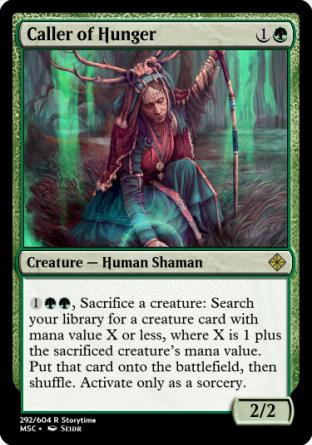 Caller of Hunger 1
Creature — Human Shaman
1, Sacrifice a creature: Search
your library for a creature card with
mana value X or less, where X is 1 plus
the sacrificed creature's mana value.
Put that card onto the battlefield, then
shuffle. Activate only as a sorcery.
2/2
292/604 R Storytime
MSC • Seidr